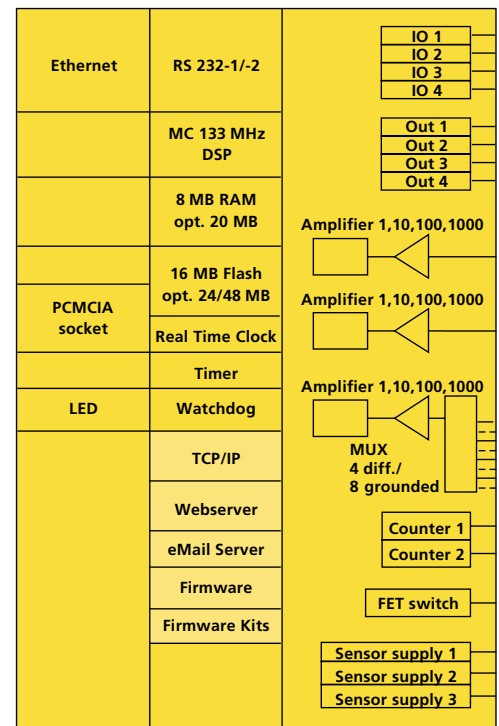 Ethernet
RS 232-1/-2
IO 1
IO 2
IO 3
IO 4
MC 133 MHz
DSP
Out 1
Out 2
Out 3
Out 4
8 MB RAM
opt. 20 MB
Amplifier 1,10,100,1000
16 MB Flash
opt. 24/48 MB
PCMCIA
socket
Real Time Clock
Amplifier 1,10,100,1000
Timer
LED
Watchdog
Amplifier 1,10,100,1000
MUX
4 diff./
8 grounded
TCP/IP
Webserver
eMail Server
Firmware
Firmware Kits
Counter 1
Counter 2
FET switch
Sensor supply 1
Sensor supply 2
Sensor supply 3